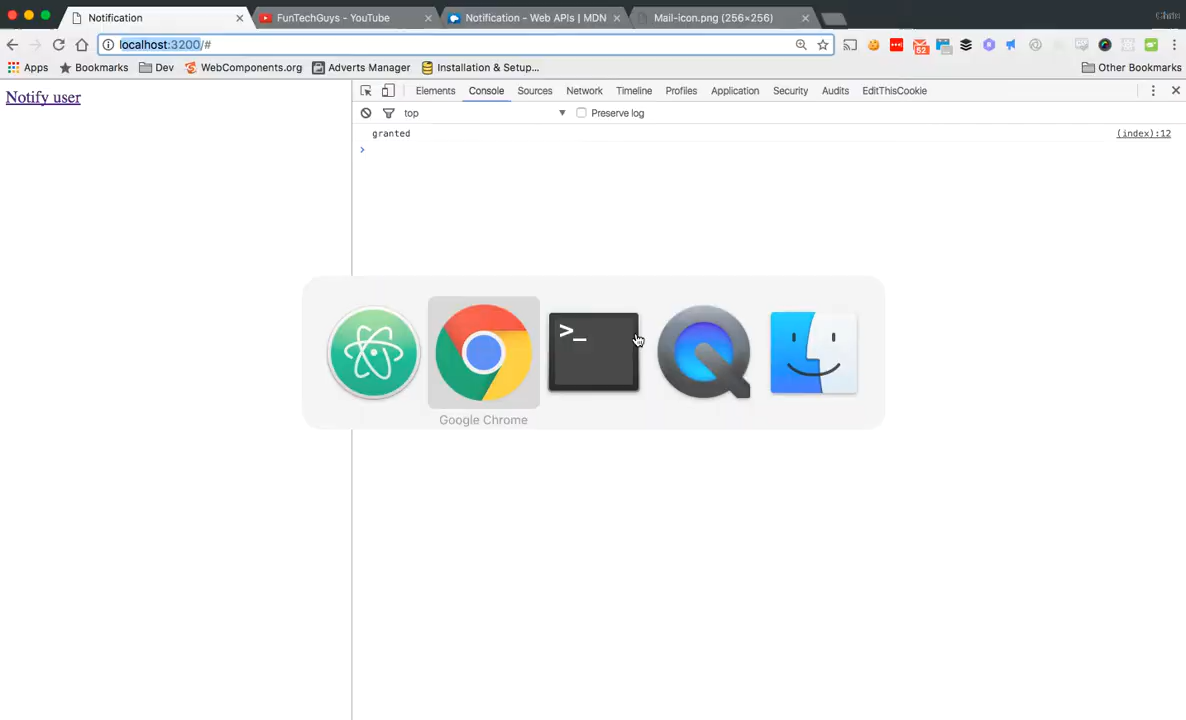 Notification
FunTechGuys - YouTube
Notification - Web APIs | MDN
Mail-icon.png (256×256)
Chris
localhost:3200/#
52
Apps
Bookmarks
Dev
WebComponents.org
Adverts Manager
Installation & Setup...
Other Bookmarks
Notify user
Elements
Console
Sources
Network
Timeline
Profiles
Application
Security
Audits
EditThisCookie
top
Preserve log
granted
(index):12
>
>_
Google Chrome